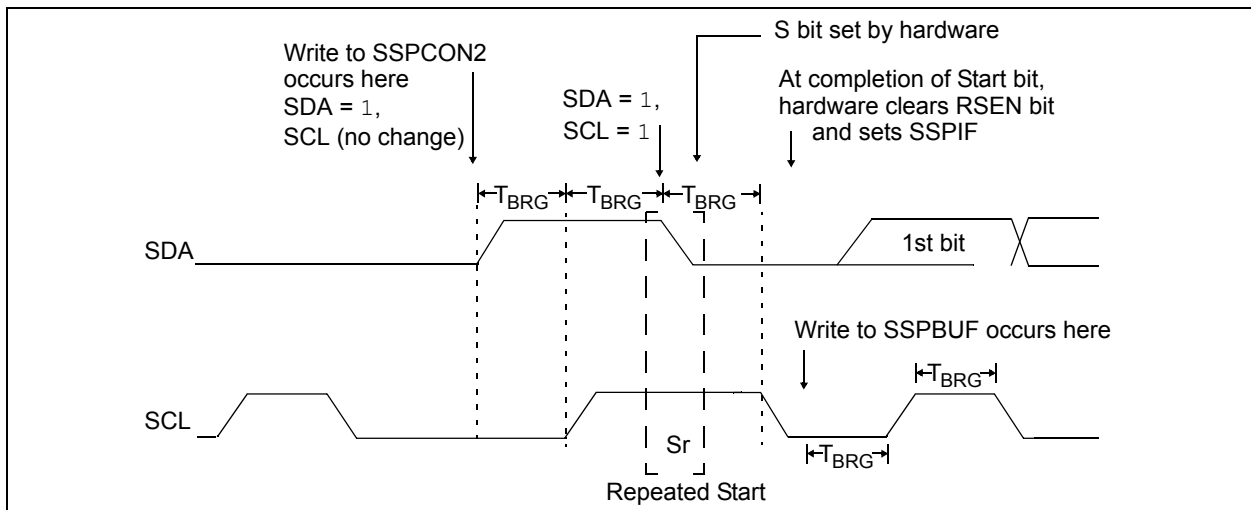 S bit set by hardware
Write to SSPCON2
occurs here
SDA = 1,
SCL (no change)
SDA = 1,
SCL = 1
At completion of Start bit,
hardware clears RSEN bit
and sets SSPIF
TBRG
TBRG
TBRG
SDA
1st bit
Write to SSPBUF occurs here
TBRG
SCL
Sr
TBRG
Repeated Start